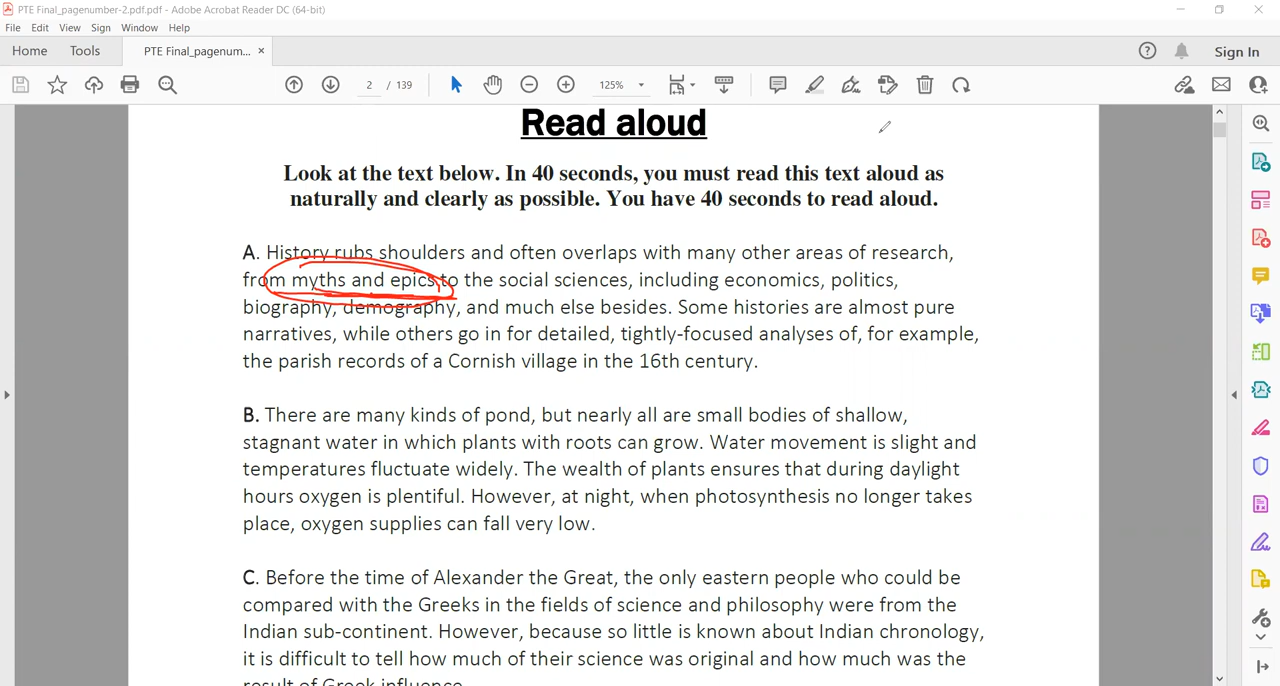 PTE Final_pagenumber-2.pdf.pdf - Adobe Acrobat Reader DC (64-bit)
File Edit View Sign Window Help
Home Tools PTE Final_pagenum... × ? Sign In
2 / 139 125%
Read aloud
Look at the text below. In 40 seconds, you must read this text aloud as
naturally and clearly as possible. You have 40 seconds to read aloud.
A. History rubs shoulders and often overlaps with many other areas of research,
from myths and epics to the social sciences, including economics, politics,
biography, demography, and much else besides. Some histories are almost pure
narratives, while others go in for detailed, tightly-focused analyses of, for example,
the parish records of a Cornish village in the 16th century.
B. There are many kinds of pond, but nearly all are small bodies of shallow,
stagnant water in which plants with roots can grow. Water movement is slight and
temperatures fluctuate widely. The wealth of plants ensures that during daylight
hours oxygen is plentiful. However, at night, when photosynthesis no longer takes
place, oxygen supplies can fall very low.
C. Before the time of Alexander the Great, the only eastern people who could be
compared with the Greeks in the fields of science and philosophy were from the
Indian sub-continent. However, because so little is known about Indian chronology,
it is difficult to tell how much of their science was original and how much was the
result of Greek influence.